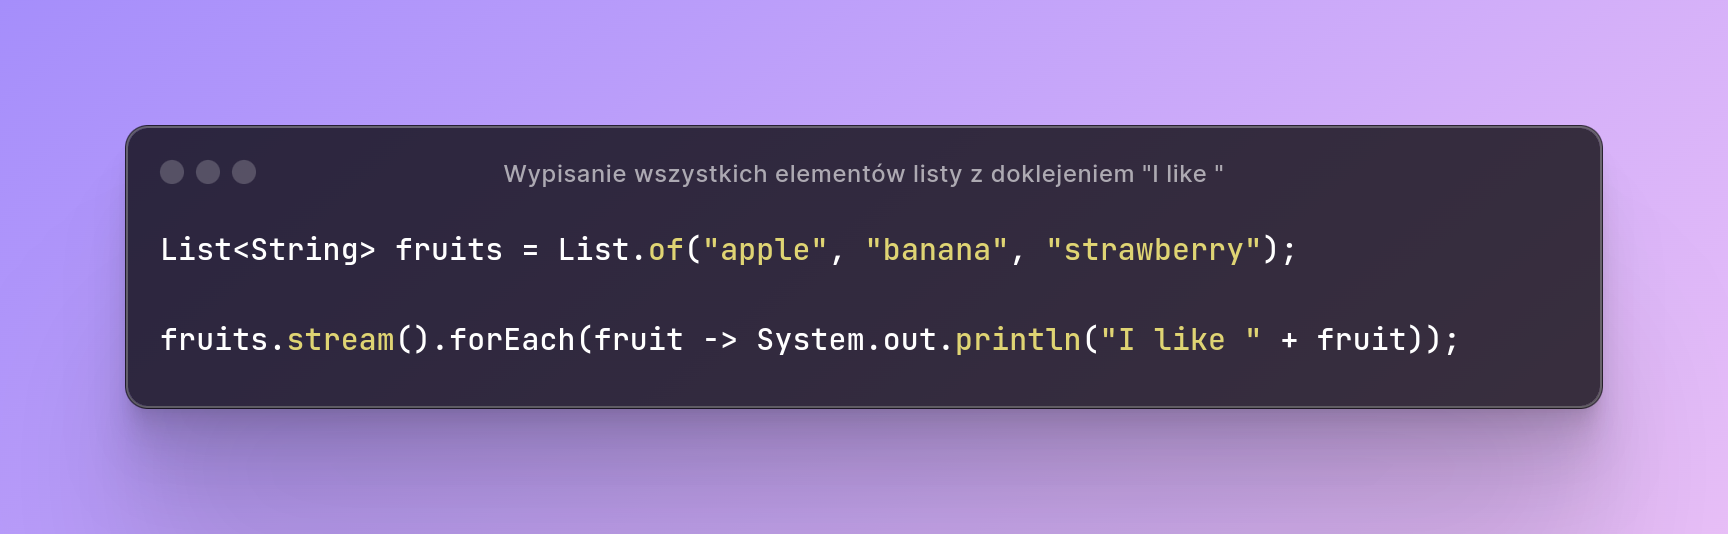 Wypisanie wszystkich elementów listy z doklejeniem "I like "
List<String> fruits = List.of("apple", "banana", "strawberry");
fruits.stream().forEach(fruit -> System.out.println("I like " + fruit));